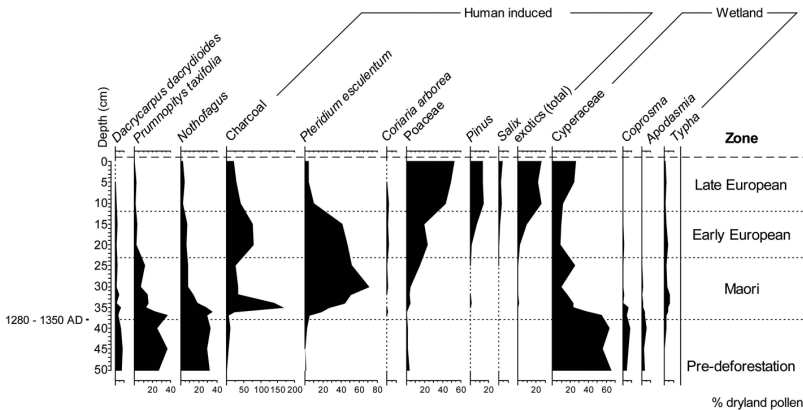 Human induced
Wetland
Depth (cm)
Dacrycarpus dacrydioides
Prumnopitys taxifolia
Nothofagus
Charcoal
Pteridium esculentum
Coriaria arborea
Poaceae
Pinus
Salix
exotics (total)
Cyperaceae
Coprosma
Apodasmia
Typha
Zone
0
5
10
15
20
25
30
35
40
45
50
Late European
Early European
Maori
Pre-deforestation
1280 - 1350 AD
20 40
20 40
50 100 150 200
20 40 60 80
20 40 60
20
20
20 40 60
% dryland pollen